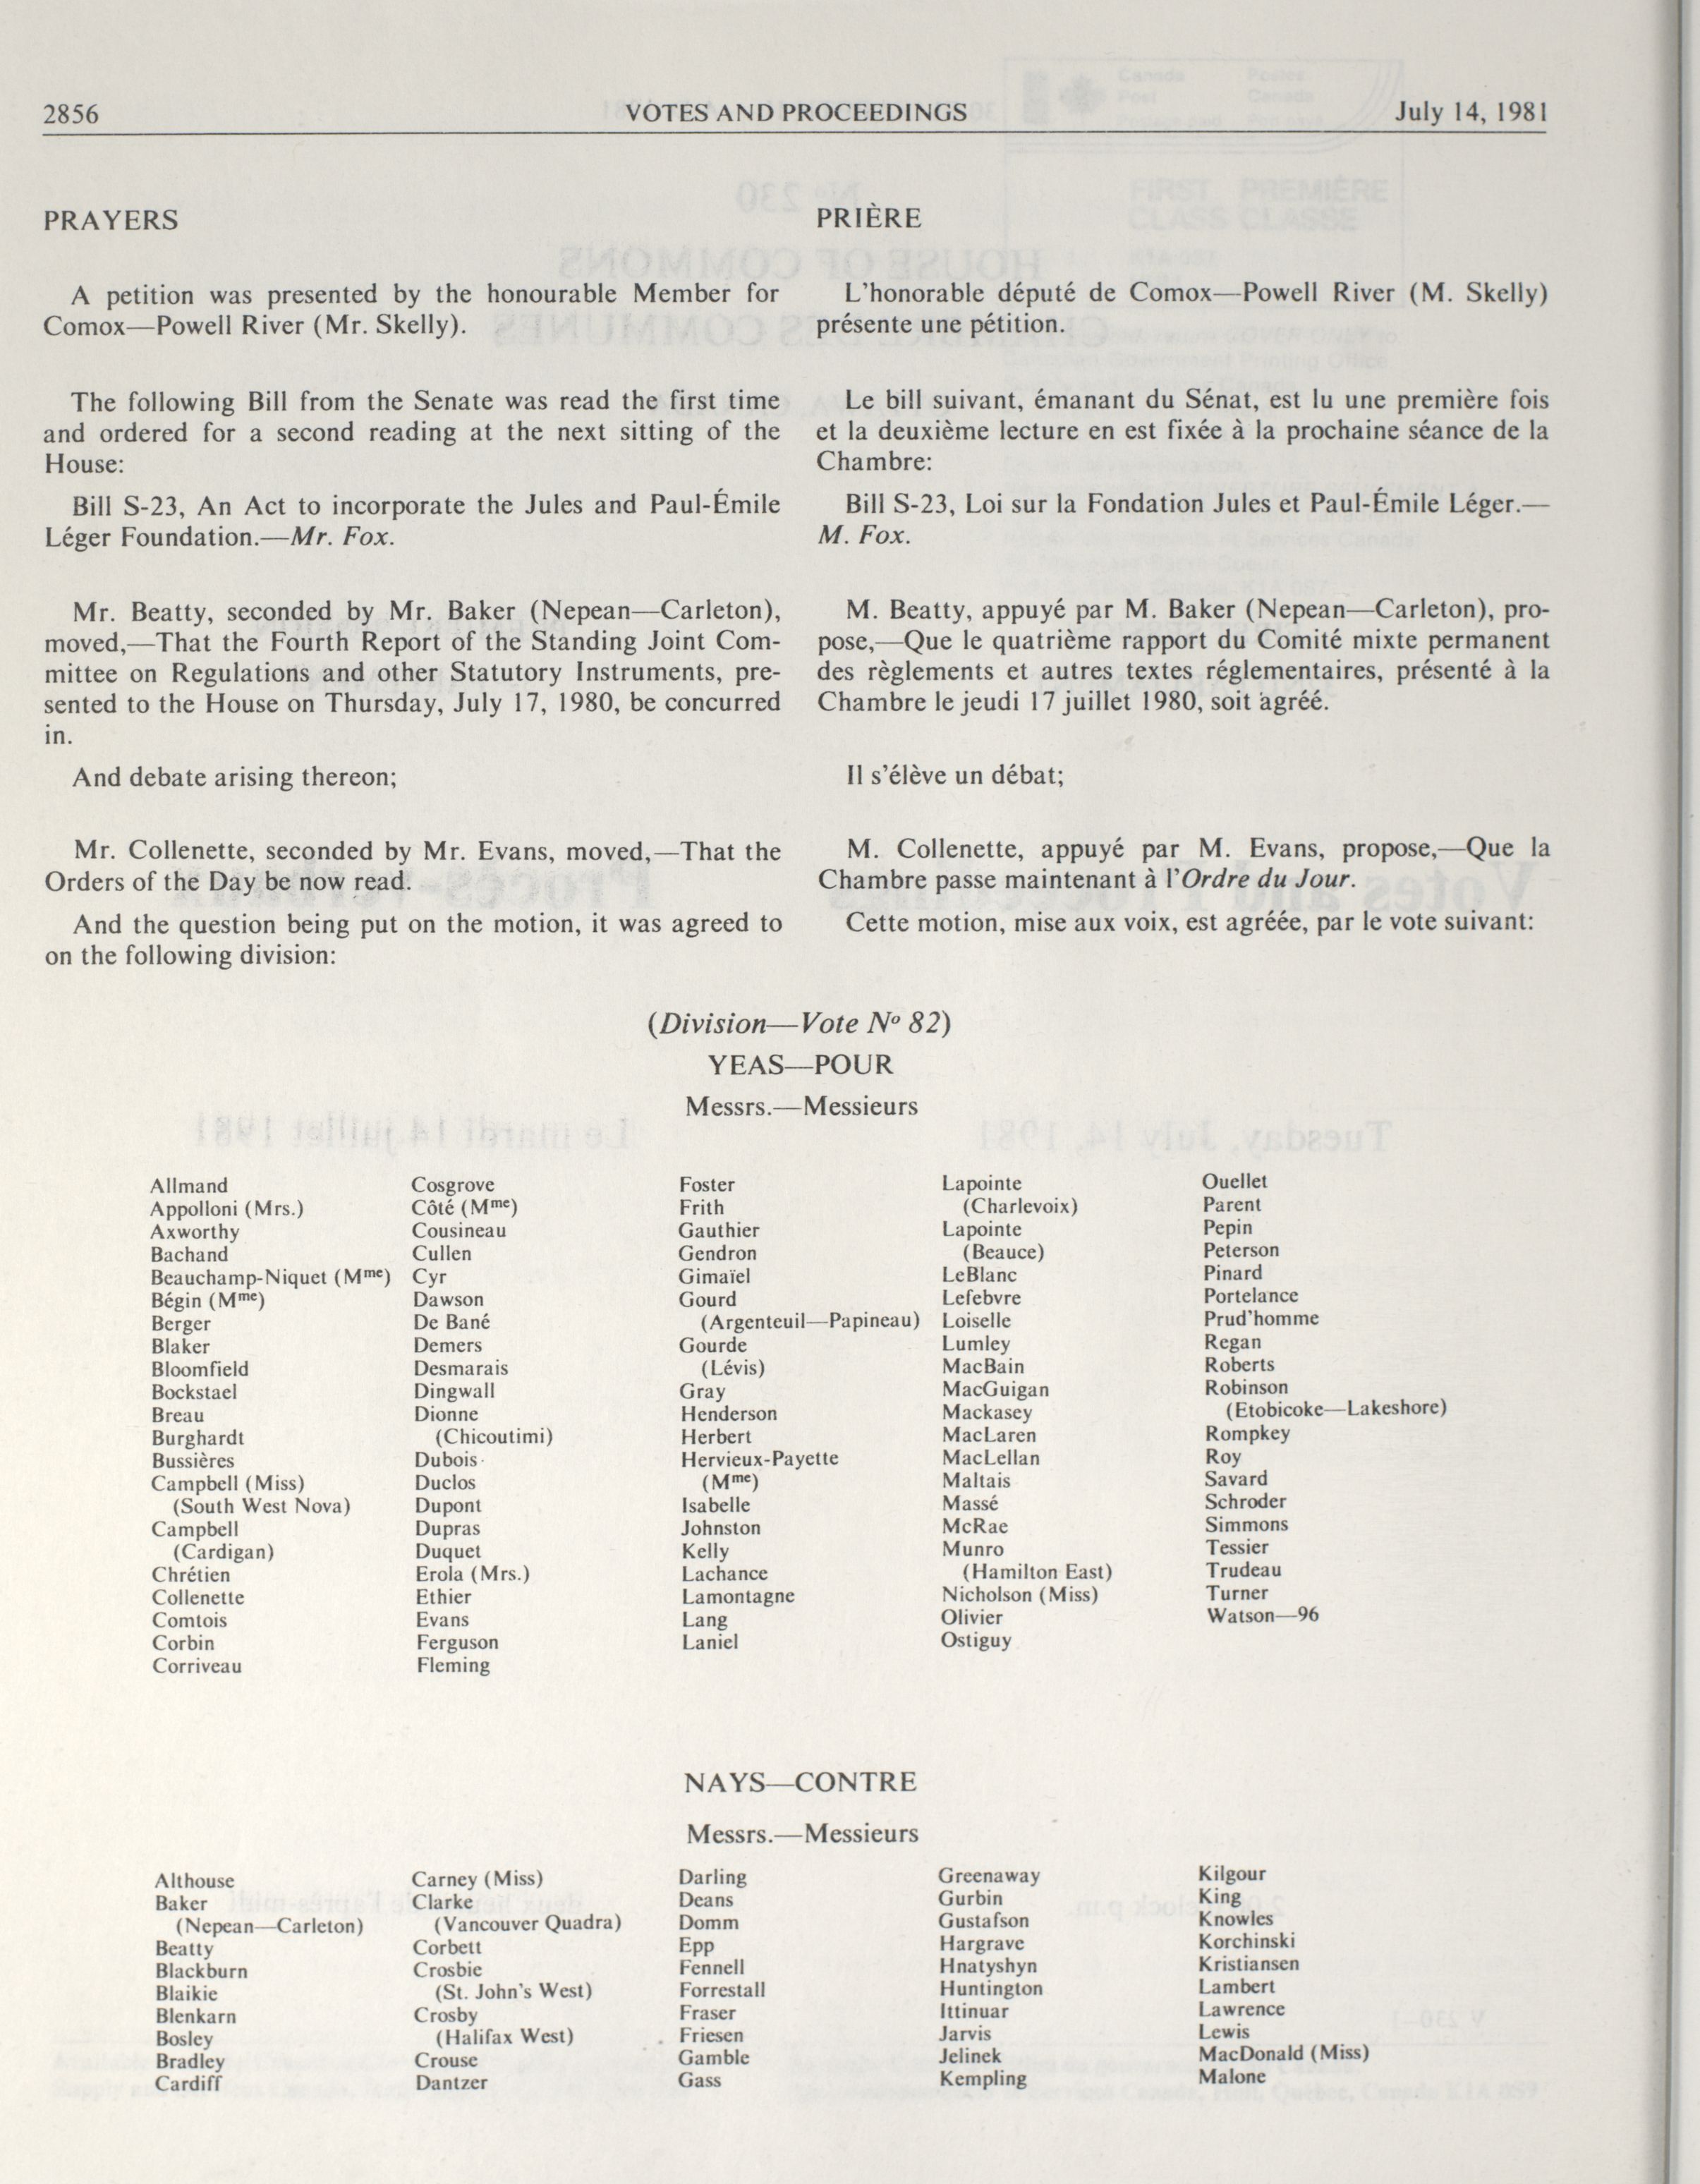 2856
VOTES AND PROCEEDINGS
July 14, 1981
PRAYERS
A petition was presented by the honourable Member for
Comox—Powell River (Mr. Skelly).
The following Bill from the Senate was read the first time
and ordered for a second reading at the next sitting of the
House:
Bill S-23, An Act to incorporate the Jules and Paul-Émile
Léger Foundation.—Mr. Fox.
Mr. Beatty, seconded by Mr. Baker (Nepean—Carleton),
moved,—That the Fourth Report of the Standing Joint Com-
mittee on Regulations and other Statutory Instruments, pre-
sented to the House on Thursday, July 17, 1980, be concurred
in.
And debate arising thereon;
Mr. Collenette, seconded by Mr. Evans, moved,—That the
Orders of the Day be now read.
And the question being put on the motion, it was agreed to
on the following division:
PRIÈRE
L'honorable député de Comox—Powell River (M. Skelly)
présente une pétition.
Le bill suivant, émanant du Sénat, est lu une première fois
et la deuxième lecture en est fixée à la prochaine séance de la
Chambre:
Bill S-23, Loi sur la Fondation Jules et Paul-Émile Léger.—
M. Fox.
M. Beatty, appuyé par M. Baker (Nepean—Carleton), pro-
pose,—Que le quatrième rapport du Comité mixte permanent
des règlements et autres textes réglementaires, présenté à la
Chambre le jeudi 17 juillet 1980, soit agréé.
Il s'élève un débat;
M. Collenette, appuyé par M. Evans, propose,—Que la
Chambre passe maintenant à l'Ordre du Jour.
Cette motion, mise aux voix, est agréée, par le vote suivant:
(Division—Vote Nº 82)
YEAS—POUR
Messrs.—Messieurs
Allmand
Appolloni (Mrs.)
Axworthy
Bachand
Beauchamp-Niquet (Mme)
Bégin (Mme)
Berger
Blaker
Bloomfield
Bockstael
Breau
Burghardt
Bussières
Campbell (Miss)
(South West Nova)
Campbell
(Cardigan)
Chrétien
Collenette
Comtois
Corbin
Corriveau
Cosgrove
Côté (Mme)
Cousineau
Cullen
Cyr
Dawson
De Bané
Demers
Desmarais
Dingwall
Dionne
(Chicoutimi)
Dubois
Duclos
Dupont
Dupras
Duquet
Erola (Mrs.)
Ethier
Evans
Ferguson
Fleming
Foster
Frith
Gauthier
Gendron
Gimaïel
Gourd
(Argenteuil—Papineau)
Gourde
(Lévis)
Gray
Henderson
Herbert
Hervieux-Payette
(Mme)
Isabelle
Johnston
Kelly
Lachance
Lamontagne
Lang
Laniel
Lapointe
(Charlevoix)
Lapointe
(Beauce)
LeBlanc
Lefebvre
Loiselle
Lumley
MacBain
MacGuigan
Mackasey
MacLaren
MacLellan
Maltais
Massé
McRae
Munro
(Hamilton East)
Nicholson (Miss)
Olivier
Ostiguy
Ouellet
Parent
Pepin
Peterson
Pinard
Portelance
Prud'homme
Regan
Roberts
Robinson
(Etobicoke—Lakeshore)
Rompkey
Roy
Savard
Schroder
Simmons
Tessier
Trudeau
Turner
Watson—96
NAYS—CONTRE
Messrs.—Messieurs
Althouse
Baker
(Nepean—Carleton)
Beatty
Blackburn
Blaikie
Blenkarn
Bosley
Bradley
Cardiff
Carney (Miss)
Clarke
(Vancouver Quadra)
Corbett
Crosbie
(St. John's West)
Crosby
(Halifax West)
Crouse
Dantzer
Darling
Deans
Domm
Epp
Fennell
Forrestall
Fraser
Friesen
Gamble
Gass
Greenaway
Gurbin
Gustafson
Hargrave
Hnatyshyn
Huntington
Ittinuar
Jarvis
Jelinek
Kempling
Kilgour
King
Knowles
Korchinski
Kristiansen
Lambert
Lawrence
Lewis
MacDonald (Miss)
Malone